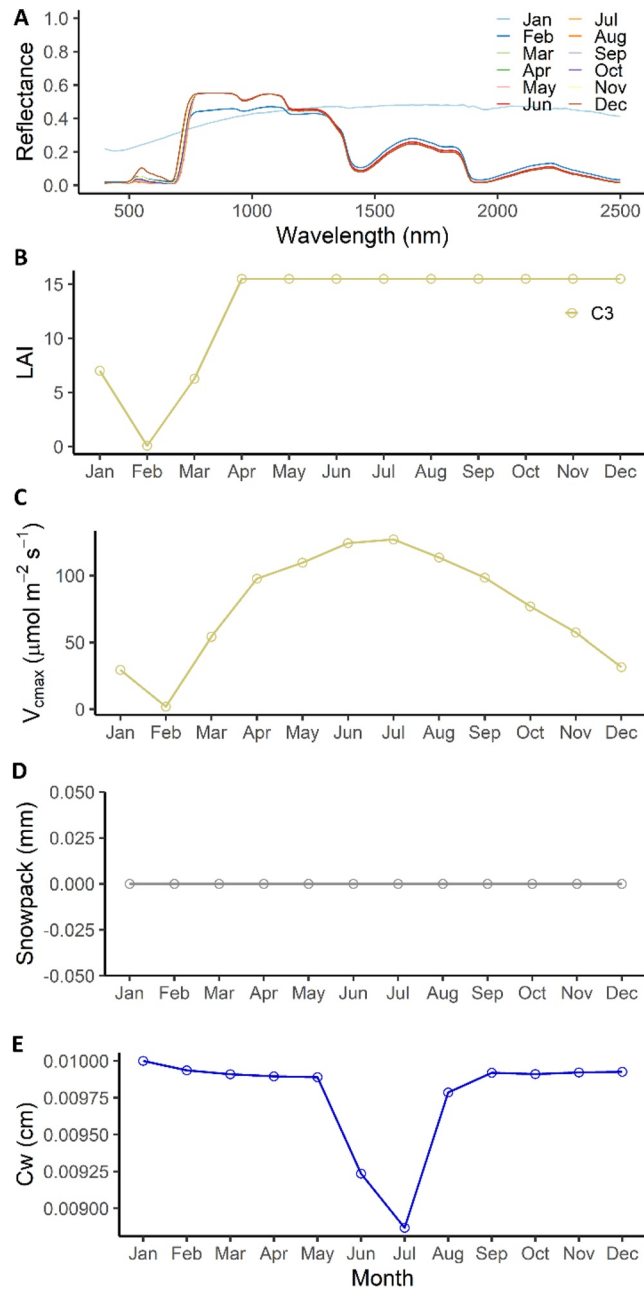 A
1.0
0.8
0.6
0.4
0.2
0.0
Reflectance
Jan
Feb
Mar
Apr
May
Jun
Jul
Aug
Sep
Oct
Nov
Dec
500 1000 1500 2000 2500
Wavelength (nm)
B
15
10
5
0
LAI
C3
Jan Feb Mar Apr May Jun Jul Aug Sep Oct Nov Dec
C
100
50
0
Vcmax (μmol m⁻² s⁻¹)
Jan Feb Mar Apr May Jun Jul Aug Sep Oct Nov Dec
D
0.050
0.025
0.000
-0.025
-0.050
Snowpack (mm)
Jan Feb Mar Apr May Jun Jul Aug Sep Oct Nov Dec
E
0.01000
0.00975
0.00950
0.00925
0.00900
Cw (cm)
Jan Feb Mar Apr May Jun Jul Aug Sep Oct Nov Dec
Month